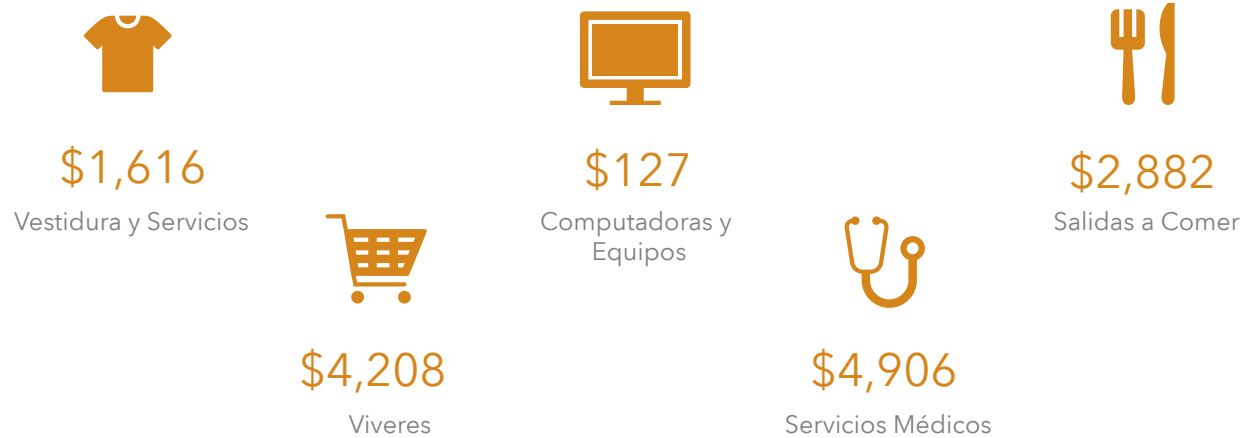 $1,616
Vestidura y Servicios
$4,208
Viveres
$127
Computadoras y
Equipos
$4,906
Servicios Médicos
$2,882
Salidas a Comer